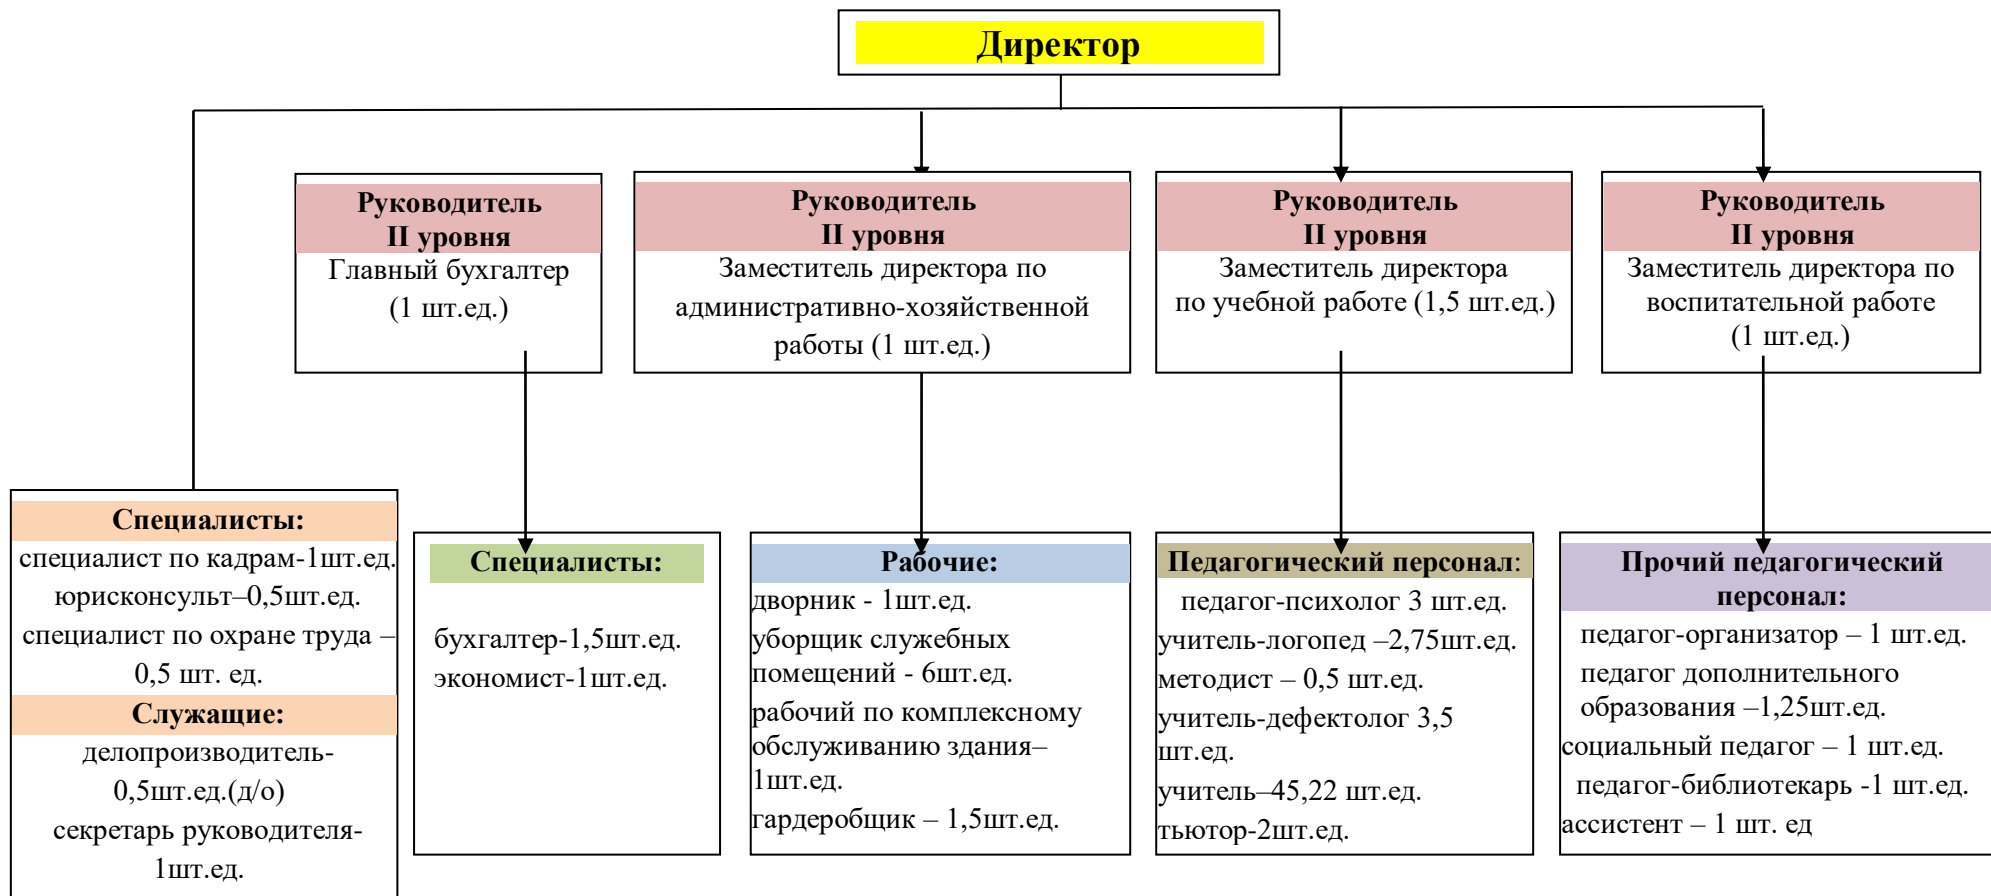 Директор
Руководитель
II уровня
Главный бухгалтер
(1 шт.ед.)
Руководитель
II уровня
Заместитель директора по
административно-хозяйственной
работы (1 шт.ед.)
Руководитель
II уровня
Заместитель директора
по учебной работе (1,5 шт.ед.)
Руководитель
II уровня
Заместитель директора по
воспитательной работе
(1 шт.ед.)
Специалисты:
специалист по кадрам-1шт.ед.
юрисконсульт–0,5шт.ед.
специалист по охране труда –
0,5 шт. ед.
Служащие:
делопроизводитель-
0,5шт.ед.(д/о)
секретарь руководителя-
1шт.ед.
Специалисты:
бухгалтер-1,5шт.ед.
экономист-1шт.ед.
Рабочие:
дворник - 1шт.ед.
уборщик служебных
помещений - 6шт.ед.
рабочий по комплексному
обслуживанию здания–
1шт.ед.
гардеробщик – 1,5шт.ед.
Педагогический персонал:
педагог-психолог 3 шт.ед.
учитель-логопед –2,75шт.ед.
методист – 0,5 шт.ед.
учитель-дефектолог 3,5
шт.ед.
учитель–45,22 шт.ед.
тьютор-2шт.ед.
Прочий педагогический
персонал:
педагог-организатор – 1 шт.ед.
педагог дополнительного
образования –1,25шт.ед.
социальный педагог – 1 шт.ед.
педагог-библиотекарь -1 шт.ед.
ассистент – 1 шт. ед